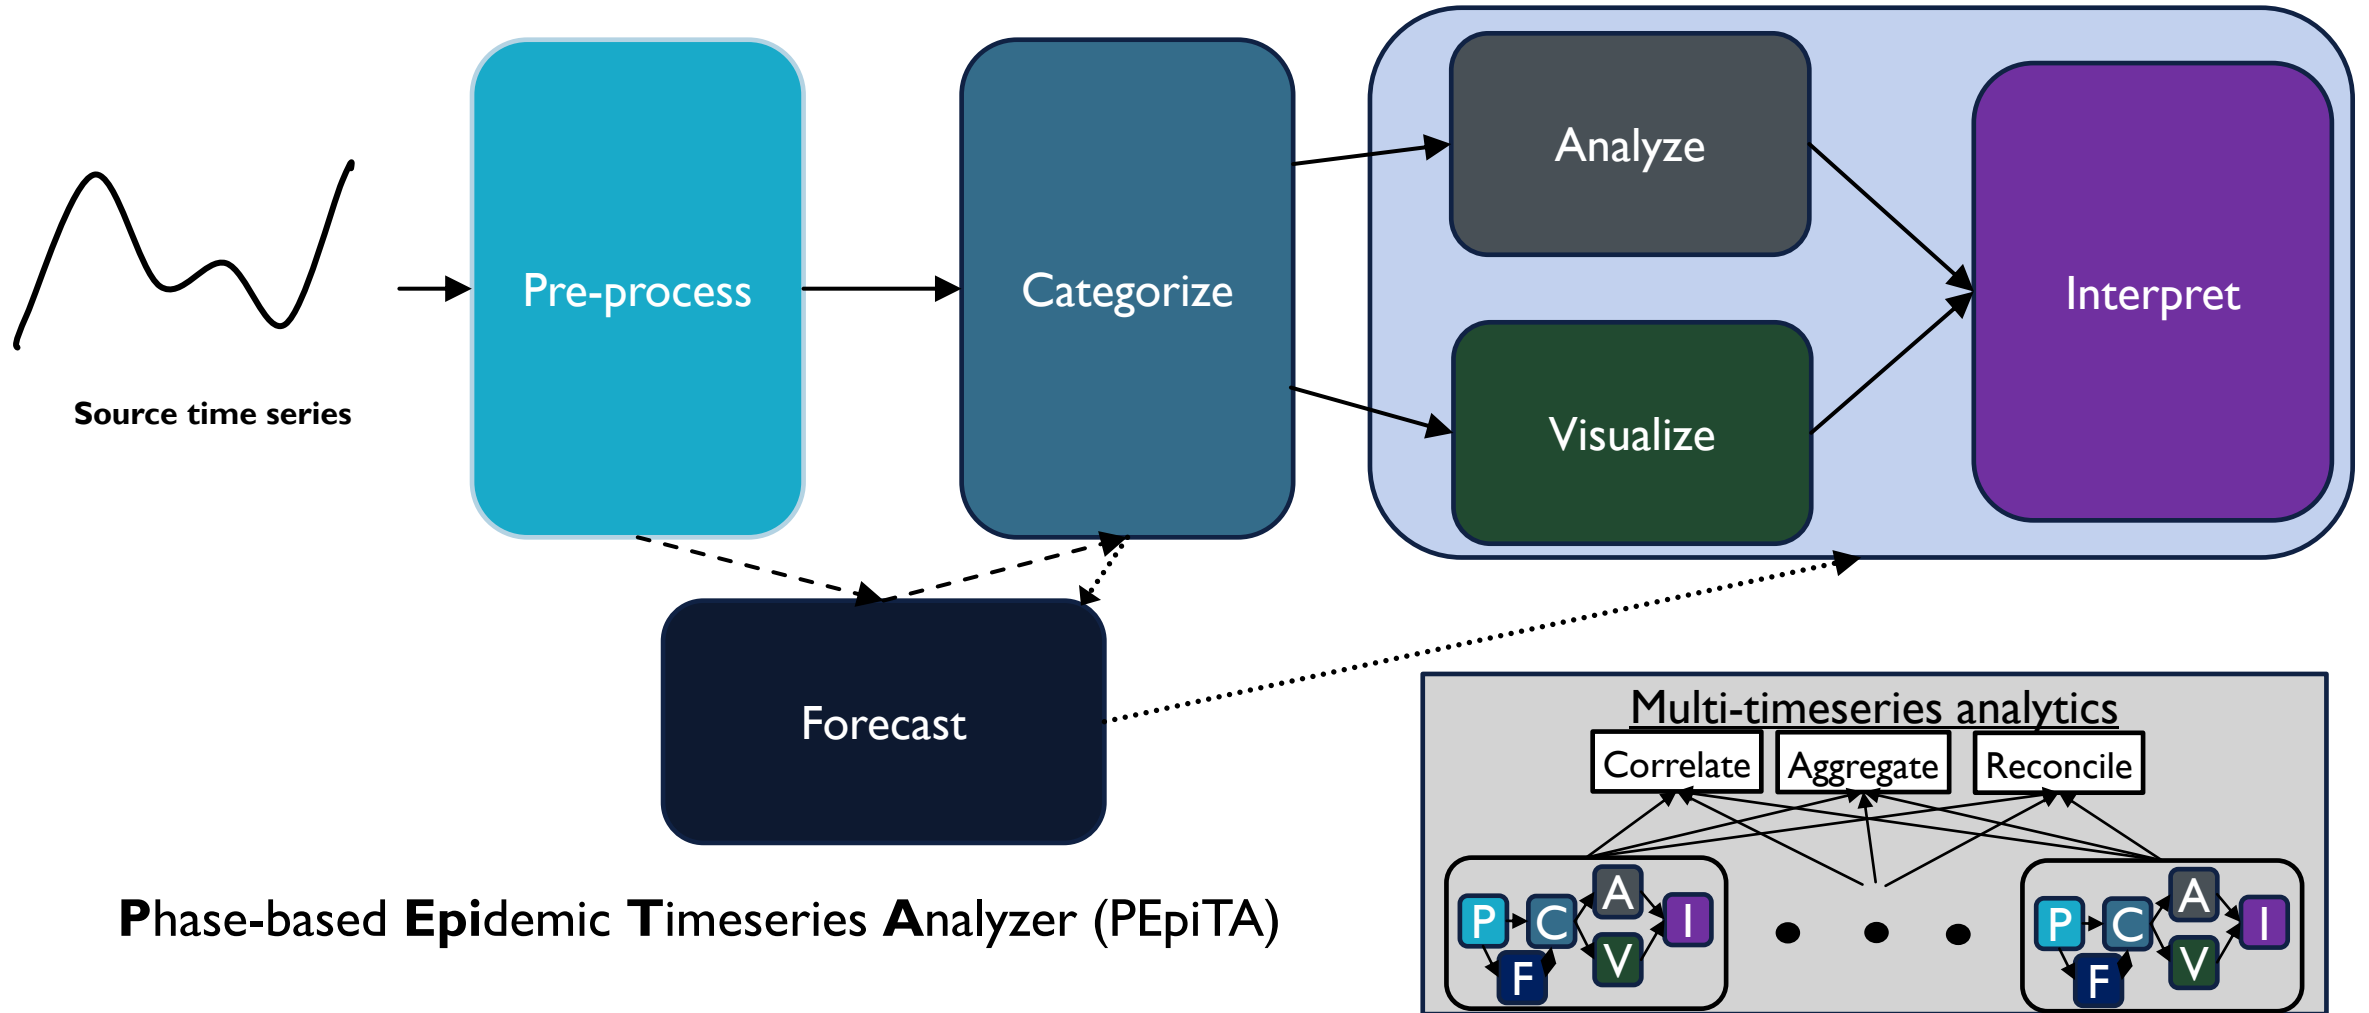 Pre-process
Categorize
Analyze
Visualize
Interpret
Source time series
Forecast
Phase-based Epidemic Timeseries Analyzer (PEpiTA)
Multi-timeseries analytics
Correlate
Aggregate
Reconcile
P
C
A
V
I
F
P
C
A
V
I
F